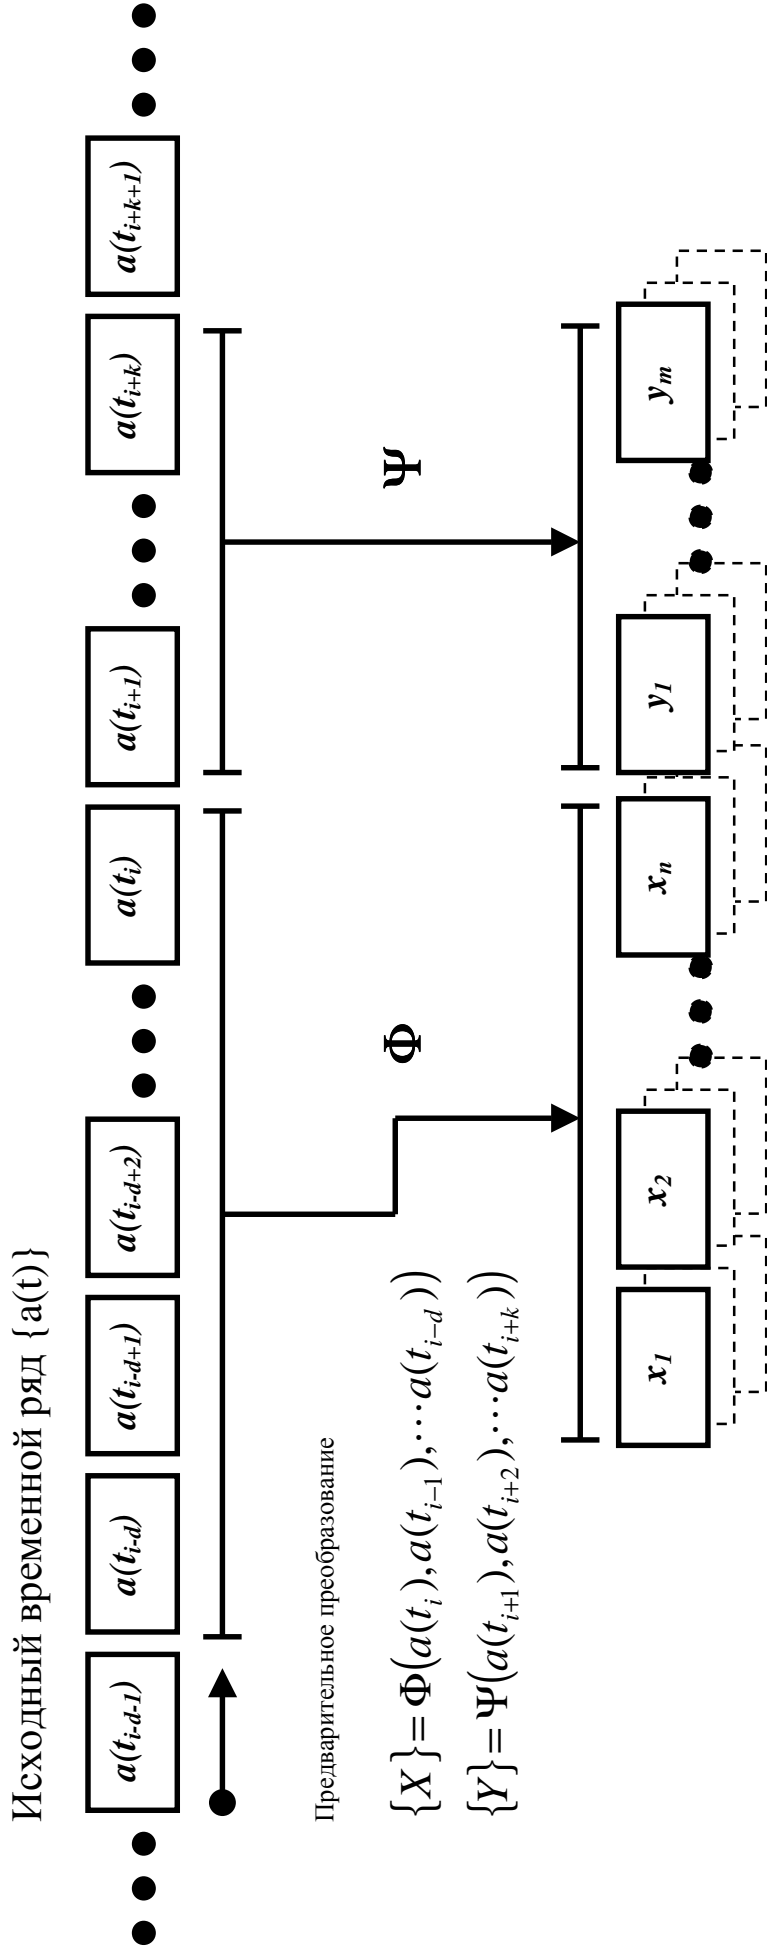 Исходный временной ряд {a(t)}
a(t_{i-d-1}) a(t_{i-d}) a(t_{i-d+1}) a(t_{i-d+2}) a(t_i) a(t_{i+1}) a(t_{i+k}) a(t_{i+k+1})
Предварительное преобразование
{X}=Φ(a(t_i),a(t_{i−1}),⋯a(t_{i−d}))
{Y}=Ψ(a(t_{i+1}),a(t_{i+2}),⋯a(t_{i+k}))
Φ Ψ
x_1 x_2 x_n y_1 y_m